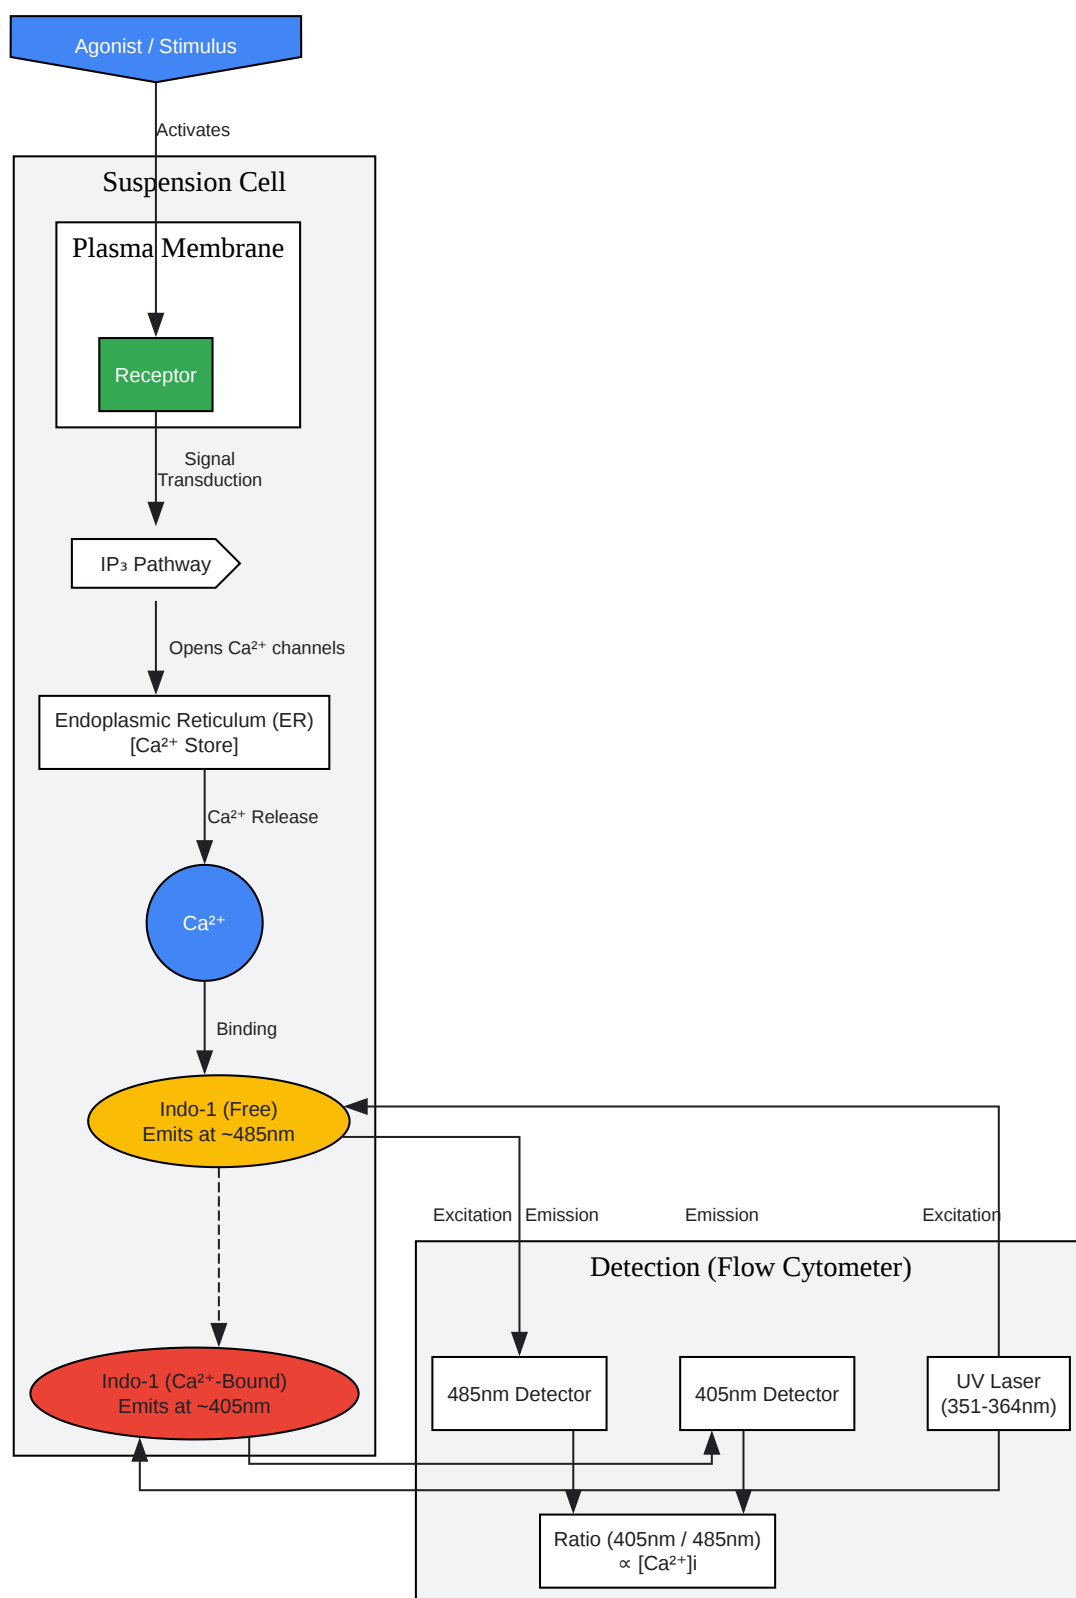 Agonist / Stimulus
Activates
Suspension Cell
Plasma Membrane
Receptor
Signal
Transduction
IP₃ Pathway
Opens Ca²⁺ channels
Endoplasmic Reticulum (ER)
[Ca²⁺ Store]
Ca²⁺ Release
Ca²⁺
Binding
Indo-1 (Free)
Emits at ~485nm
Excitation
Emission
Emission
Excitation
Detection (Flow Cytometer)
Indo-1 (Ca²⁺-Bound)
Emits at ~405nm
485nm Detector
405nm Detector
UV Laser
(351-364nm)
Ratio (405nm / 485nm)
∝ [Ca²⁺]i